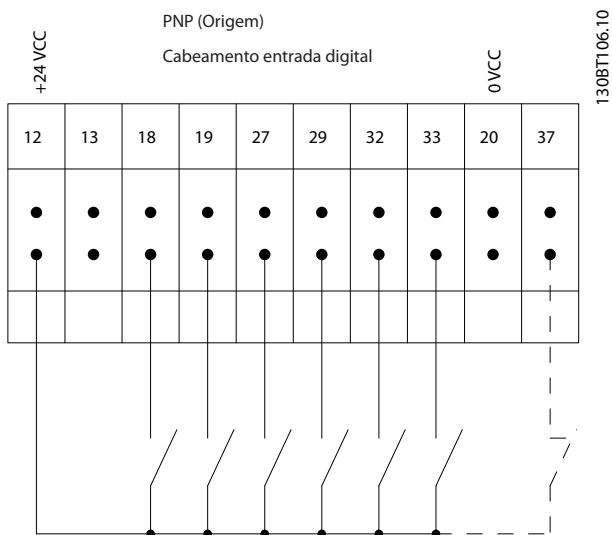 PNP (Origem)
Cabeamento entrada digital
+24 VCC
0 VCC
130BT106.10
12 13 18 19 27 29 32 33 20 37